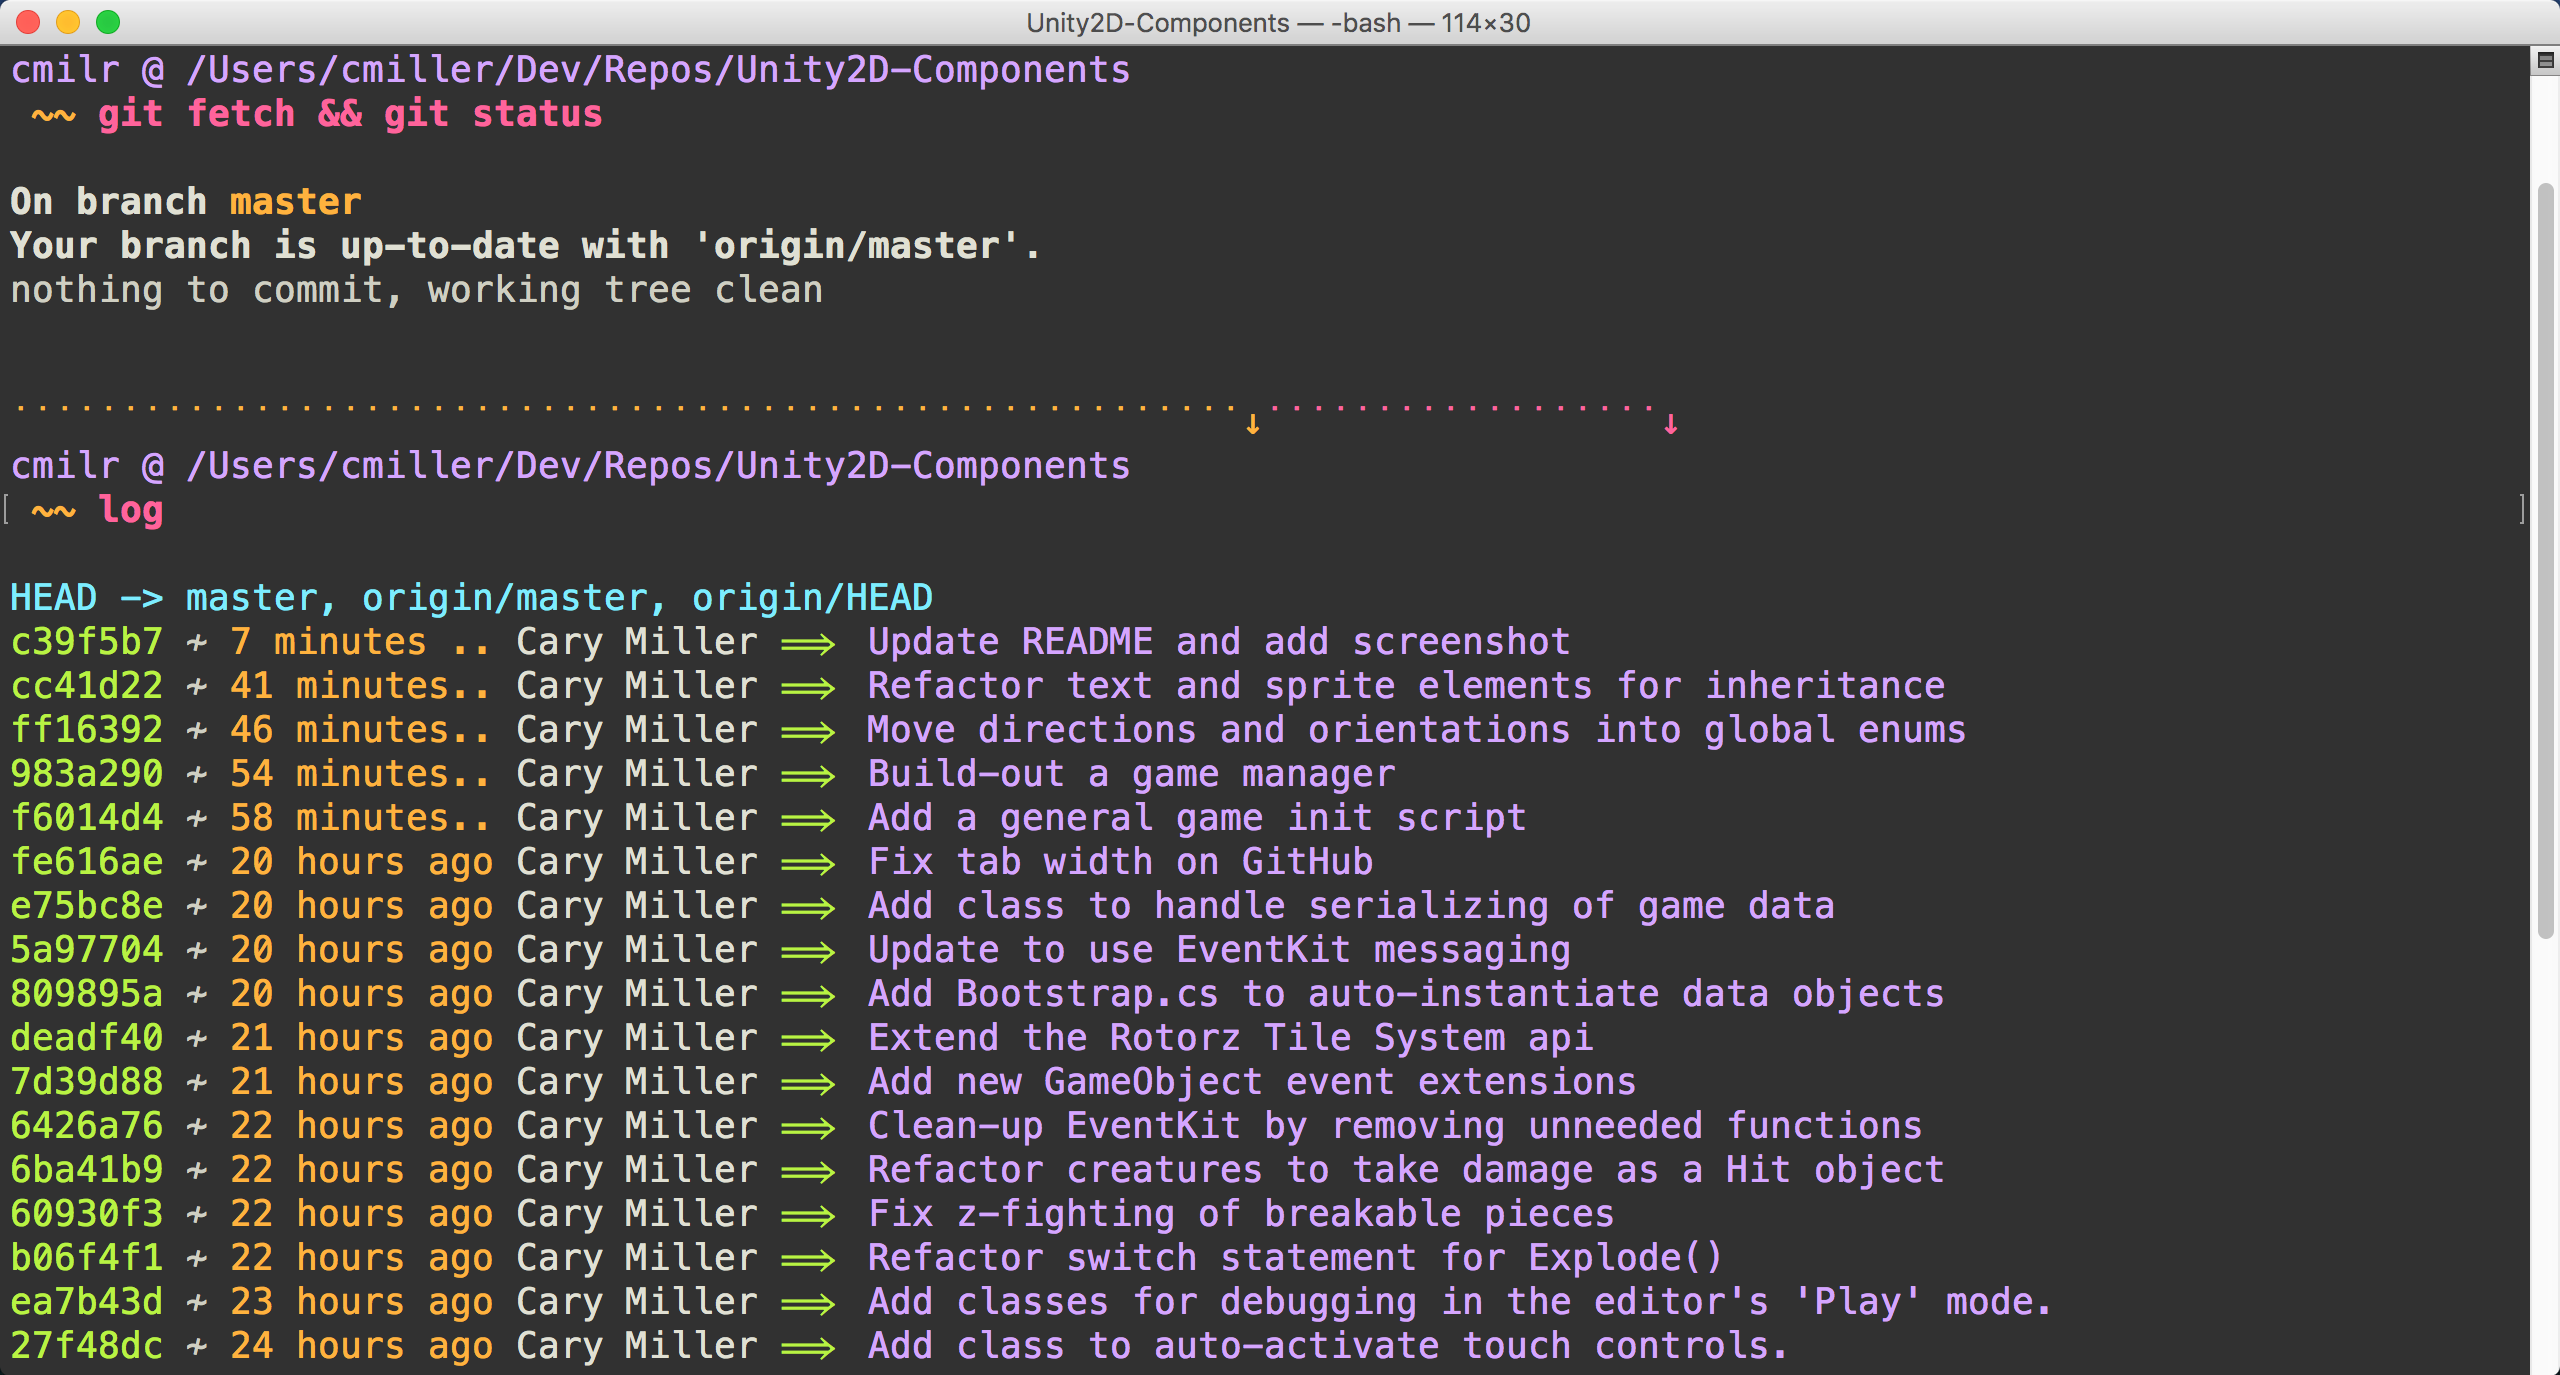 Unity2D-Components — -bash — 114×30
cmilr @ /Users/cmiller/Dev/Repos/Unity2D-Components
~~ git fetch && git status
On branch master
Your branch is up-to-date with 'origin/master'.
nothing to commit, working tree clean
························································↓··················↓
cmilr @ /Users/cmiller/Dev/Repos/Unity2D-Components
[ ~~ log ]
HEAD -> master, origin/master, origin/HEAD
c39f5b7 ∻ 7 minutes .. Cary Miller ⟹ Update README and add screenshot
cc41d22 ∻ 41 minutes.. Cary Miller ⟹ Refactor text and sprite elements for inheritance
ff16392 ∻ 46 minutes.. Cary Miller ⟹ Move directions and orientations into global enums
983a290 ∻ 54 minutes.. Cary Miller ⟹ Build-out a game manager
f6014d4 ∻ 58 minutes.. Cary Miller ⟹ Add a general game init script
fe616ae ∻ 20 hours ago Cary Miller ⟹ Fix tab width on GitHub
e75bc8e ∻ 20 hours ago Cary Miller ⟹ Add class to handle serializing of game data
5a97704 ∻ 20 hours ago Cary Miller ⟹ Update to use EventKit messaging
809895a ∻ 20 hours ago Cary Miller ⟹ Add Bootstrap.cs to auto-instantiate data objects
deadf40 ∻ 21 hours ago Cary Miller ⟹ Extend the Rotorz Tile System api
7d39d88 ∻ 21 hours ago Cary Miller ⟹ Add new GameObject event extensions
6426a76 ∻ 22 hours ago Cary Miller ⟹ Clean-up EventKit by removing unneeded functions
6ba41b9 ∻ 22 hours ago Cary Miller ⟹ Refactor creatures to take damage as a Hit object
60930f3 ∻ 22 hours ago Cary Miller ⟹ Fix z-fighting of breakable pieces
b06f4f1 ∻ 22 hours ago Cary Miller ⟹ Refactor switch statement for Explode()
ea7b43d ∻ 23 hours ago Cary Miller ⟹ Add classes for debugging in the editor's 'Play' mode.
27f48dc ∻ 24 hours ago Cary Miller ⟹ Add class to auto-activate touch controls.